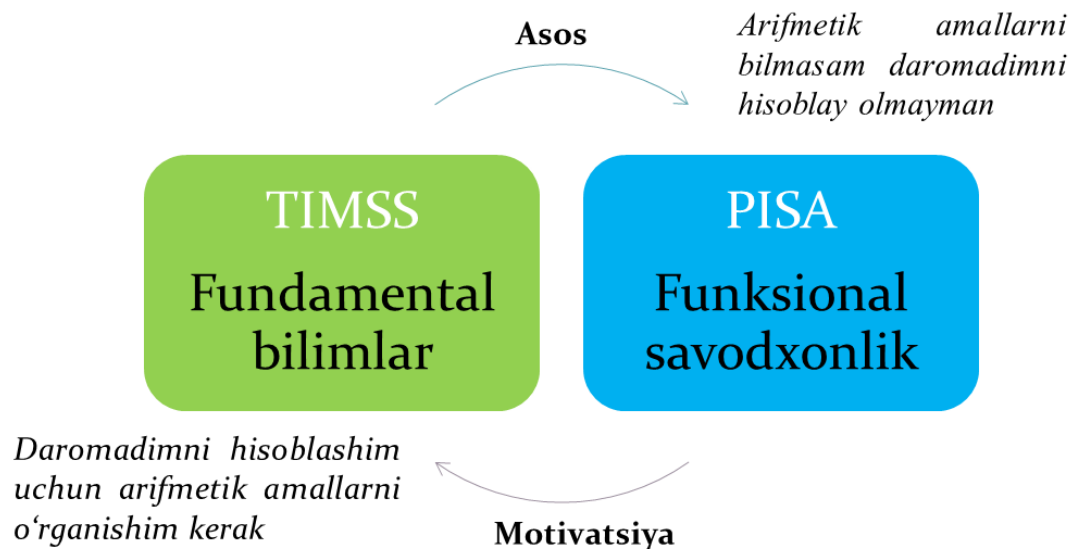 Asos
Arifmetik amallarni
bilmasam daromadimni
hisoblay olmayman
TIMSS
Fundamental
bilimlar
PISA
Funksional
savodxonlik
Daromadimni hisoblashim
uchun arifmetik amallarni
o‘rganishim kerak
Motivatsiya